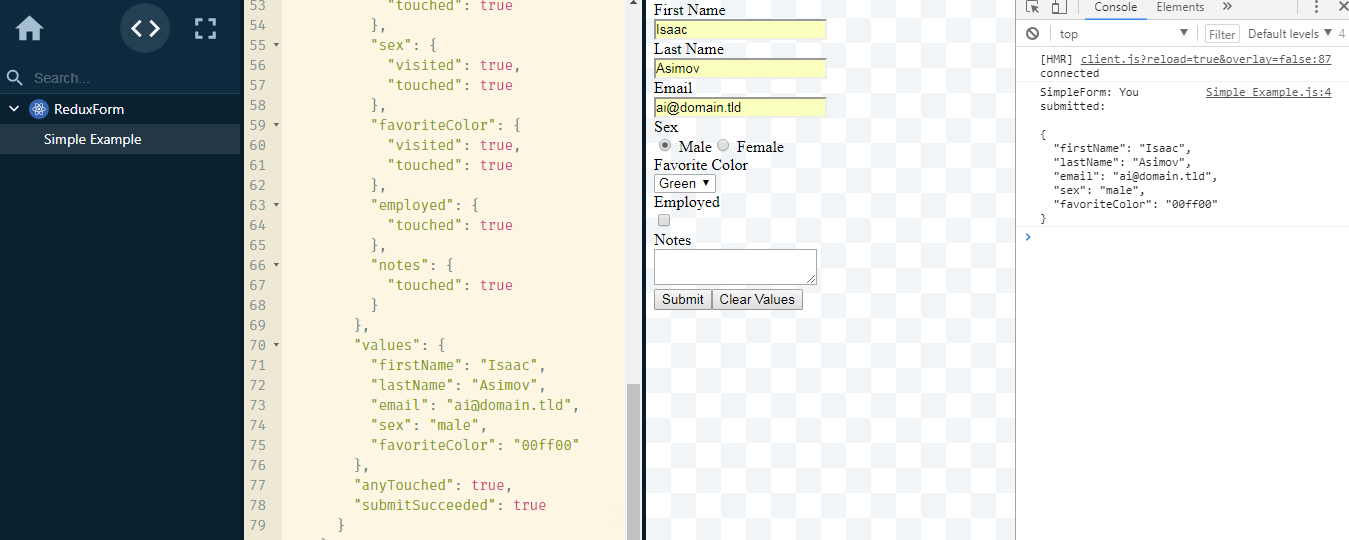 Search...
ReduxForm
Simple Example
53 "touched": true
54 },
55 "sex": {
56 "visited": true,
57 "touched": true
58 },
59 "favoriteColor": {
60 "visited": true,
61 "touched": true
62 },
63 "employed": {
64 "touched": true
65 },
66 "notes": {
67 "touched": true
68 }
69 },
70 "values": {
71 "firstName": "Isaac",
72 "lastName": "Asimov",
73 "email": "ai@domain.tld",
74 "sex": "male",
75 "favoriteColor": "00ff00"
76 },
77 "anyTouched": true,
78 "submitSucceeded": true
79 }
First Name
Isaac
Last Name
Asimov
Email
ai@domain.tld
Sex
Male Female
Favorite Color
Green
Employed
Notes
Submit Clear Values
Console Elements
top Filter Default levels 4
[HMR] client.js?reload=true&overlay=false:87
connected
SimpleForm: You Simple Example.js:4
submitted:
{
"firstName": "Isaac",
"lastName": "Asimov",
"email": "ai@domain.tld",
"sex": "male",
"favoriteColor": "00ff00"
}